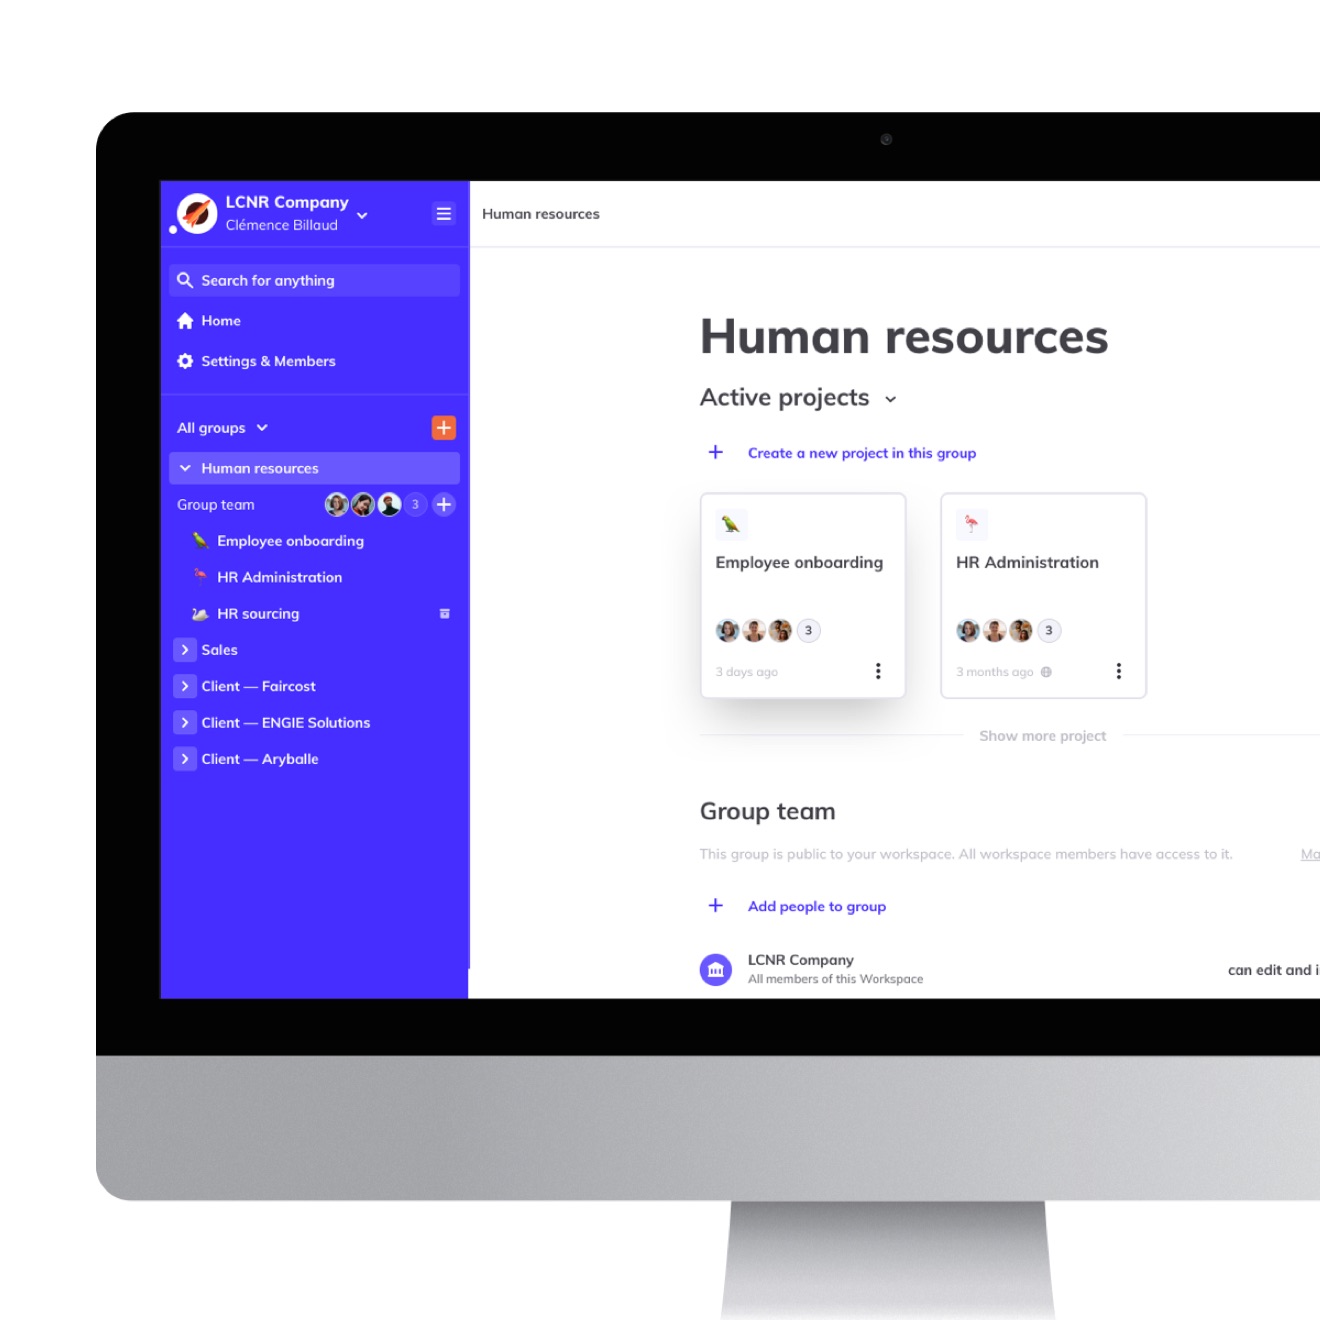 LCNR Company
Clémence Billaud
Search for anything
Home
Settings & Members
All groups
Human resources
Group team
3
Employee onboarding
HR Administration
HR sourcing
Sales
Client — Faircost
Client — ENGIE Solutions
Client — Aryballe
Human resources
Human resources
Active projects
Create a new project in this group
Employee onboarding
3
3 days ago
HR Administration
3
3 months ago
Show more project
Group team
This group is public to your workspace. All workspace members have access to it.
Ma
Add people to group
LCNR Company
All members of this Workspace
can edit and i